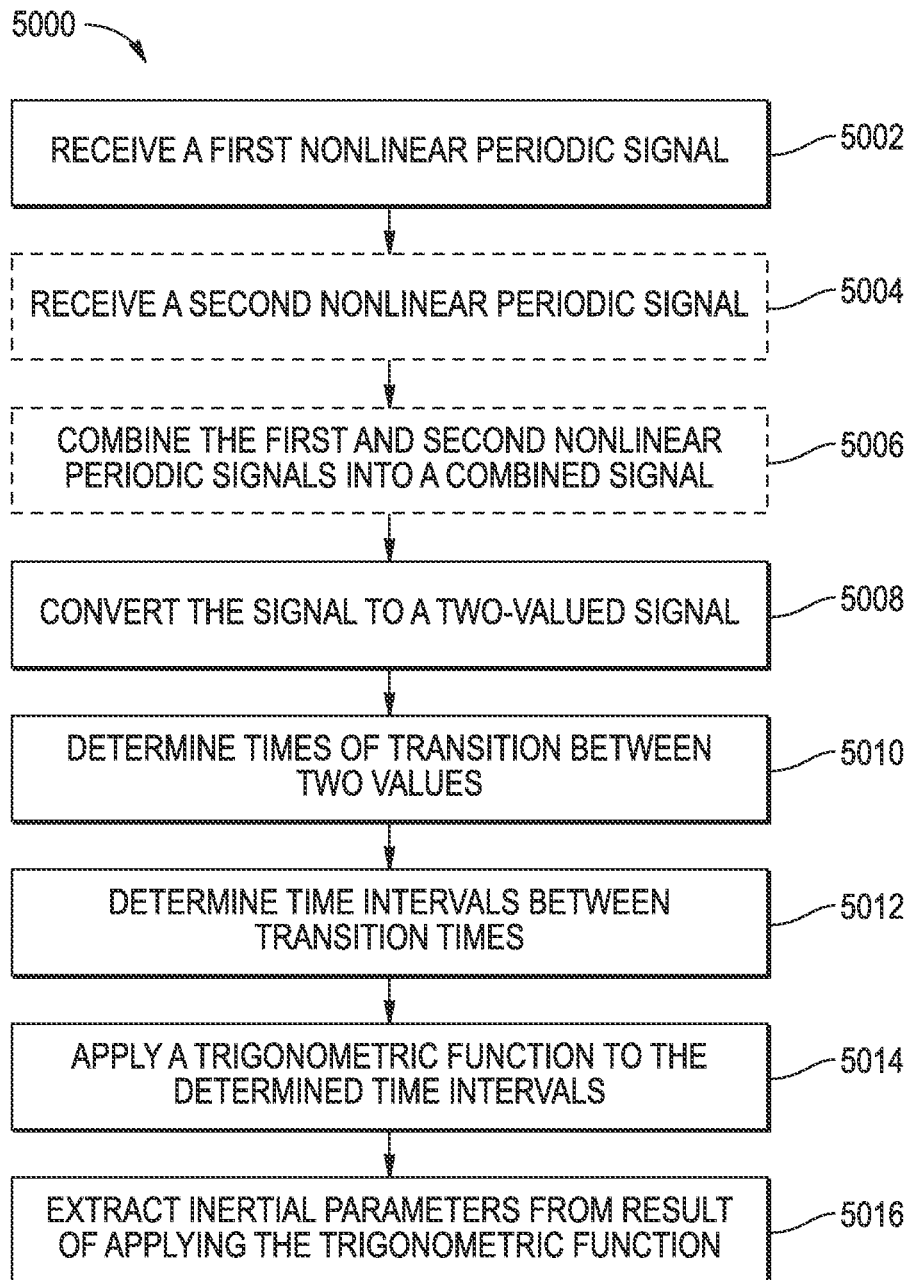 5000
RECEIVE A FIRST NONLINEAR PERIODIC SIGNAL
5002
RECEIVE A SECOND NONLINEAR PERIODIC SIGNAL
5004
COMBINE THE FIRST AND SECOND NONLINEAR
PERIODIC SIGNALS INTO A COMBINED SIGNAL
5006
CONVERT THE SIGNAL TO A TWO-VALUED SIGNAL
5008
DETERMINE TIMES OF TRANSITION BETWEEN
TWO VALUES
5010
DETERMINE TIME INTERVALS BETWEEN
TRANSITION TIMES
5012
APPLY A TRIGONOMETRIC FUNCTION TO THE
DETERMINED TIME INTERVALS
5014
EXTRACT INERTIAL PARAMETERS FROM RESULT
OF APPLYING THE TRIGONOMETRIC FUNCTION
5016